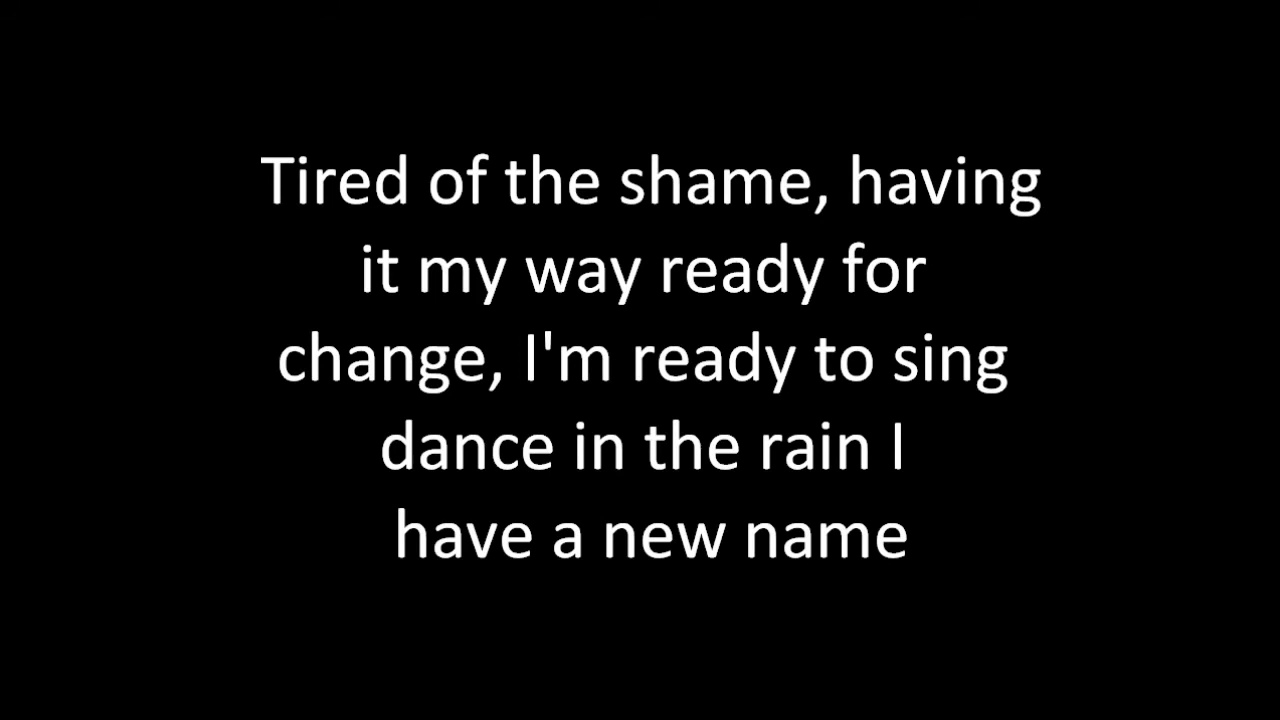 Tired of the shame, having
it my way ready for
change, I'm ready to sing
dance in the rain I
have a new name